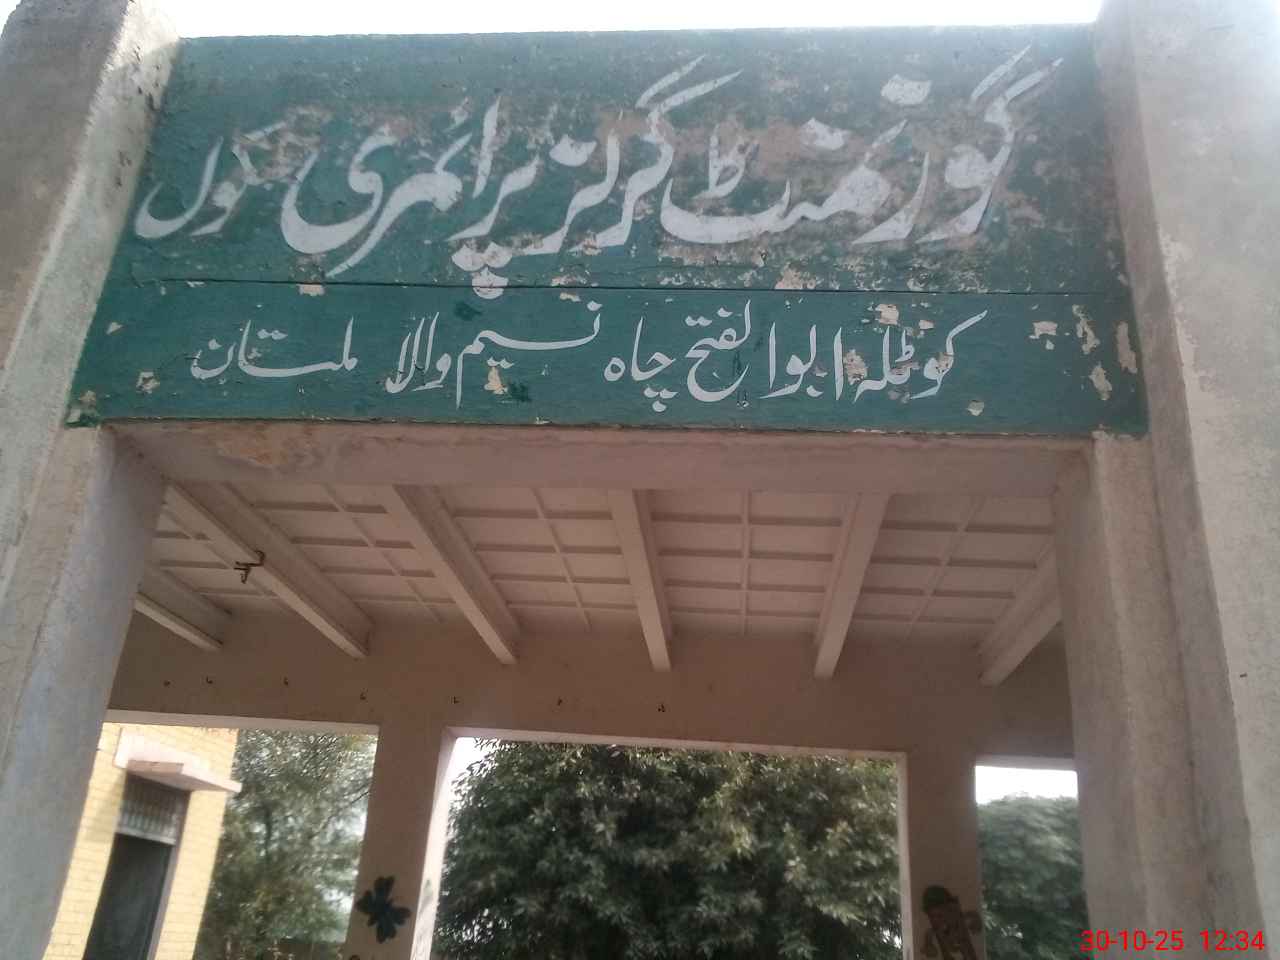 گورنمنٹ گرلز پرائمری سکول
کوٹلہ ابوالفتح چاہ نسیم والا ملتان
30-10-25 12:34